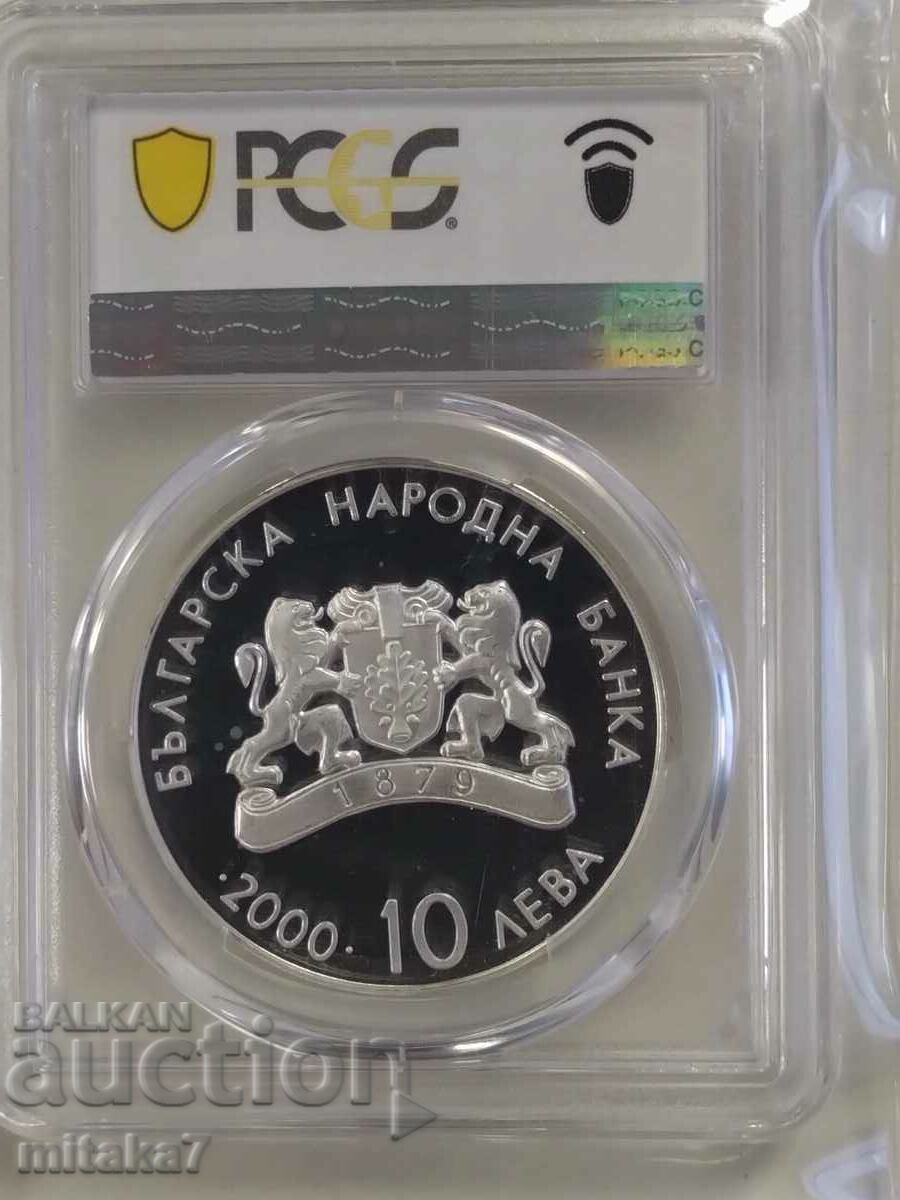 PCGS®
БЪЛГАРСКА НАРОДНА БАНКА
1879
·2000· 10 ЛЕВА
BALKAN
auction
mitaka7